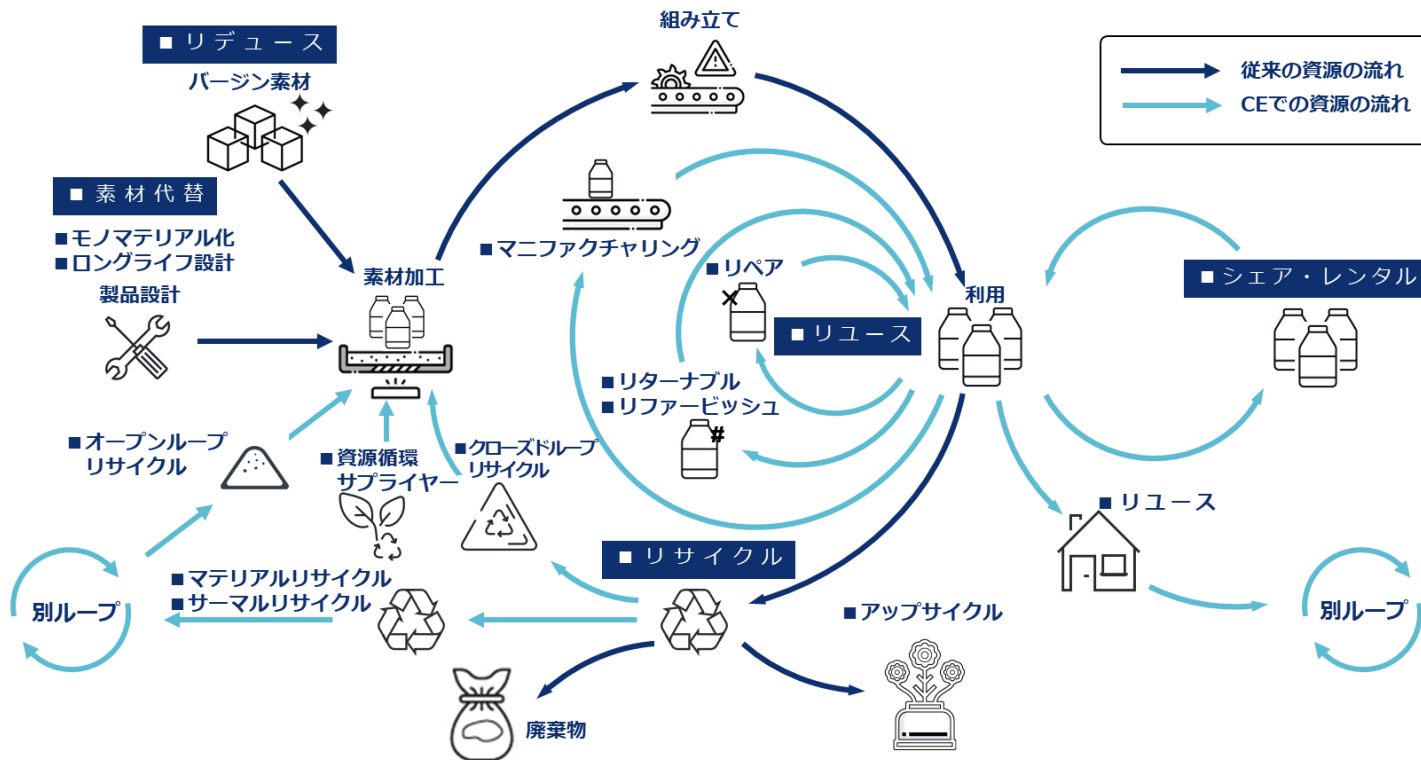 組み立て
■ リデュース
バージン素材
従来の資源の流れ
CEでの資源の流れ
■ 素材代替
■モノマテリアル化
■ロングライフ設計
製品設計
素材加工
■マニファクチャリング
■リペア
利用
■ シェア・レンタル
■ リユース
■リターナブル
■リファービッシュ
#
■オープンループ
リサイクル
■資源循環
サプライヤー
■クローズドループ
リサイクル
■リユース
■ リサイクル
■マテリアルリサイクル
■サーマルリサイクル
別ループ
■アップサイクル
別ループ
廃棄物